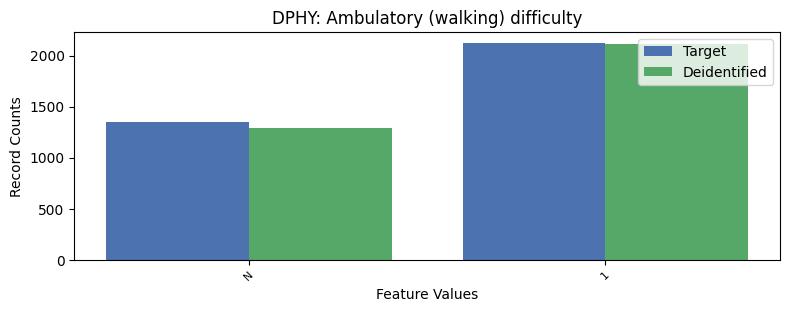 DPHY: Ambulatory (walking) difficulty
Target
Deidentified
Record Counts
2000
1500
1000
500
0
N
1
Feature Values